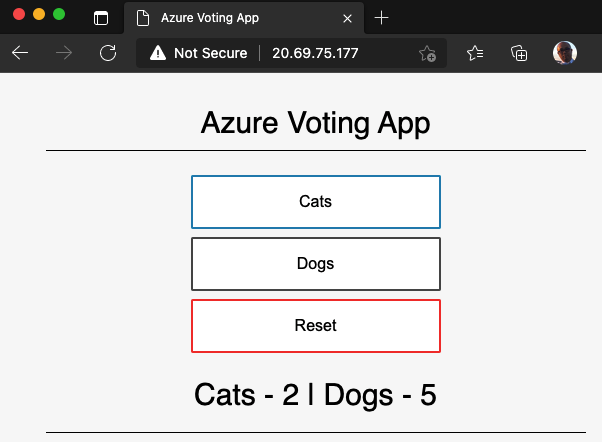 Azure Voting App
Not Secure | 20.69.75.177
Azure Voting App
Cats
Dogs
Reset
Cats - 2 | Dogs - 5